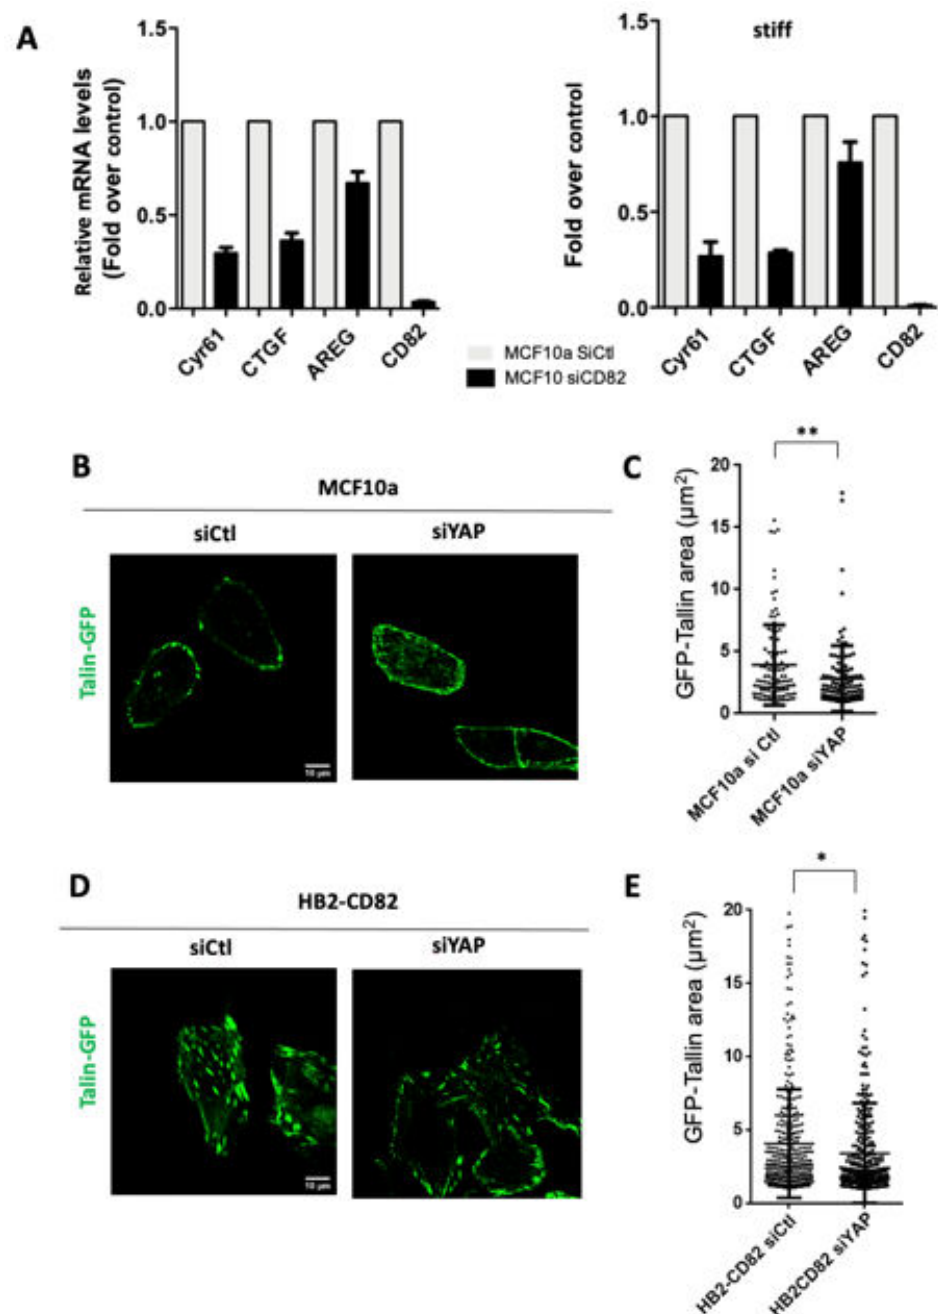 A
Relative mRNA levels
(Fold over control)
1.5
1.0
0.5
0.0
Cyr61
CTGF
AREG
CD82
stiff
Fold over control
1.5
1.0
0.5
0.0
Cyr61
CTGF
AREG
CD82
MCF10a SiCtl
MCF10 siCD82
B
MCF10a
siCtl
siYAP
Talin-GFP
10 µm
C
**
GFP-Tallin area (µm2)
20
15
10
5
0
MCF10a si Ctl
MCF10a siYAP
D
HB2-CD82
siCtl
siYAP
Talin-GFP
10 µm
E
*
GFP-Tallin area (µm2)
20
15
10
5
0
HB2-CD82 siCtl
HB2CD82 siYAP